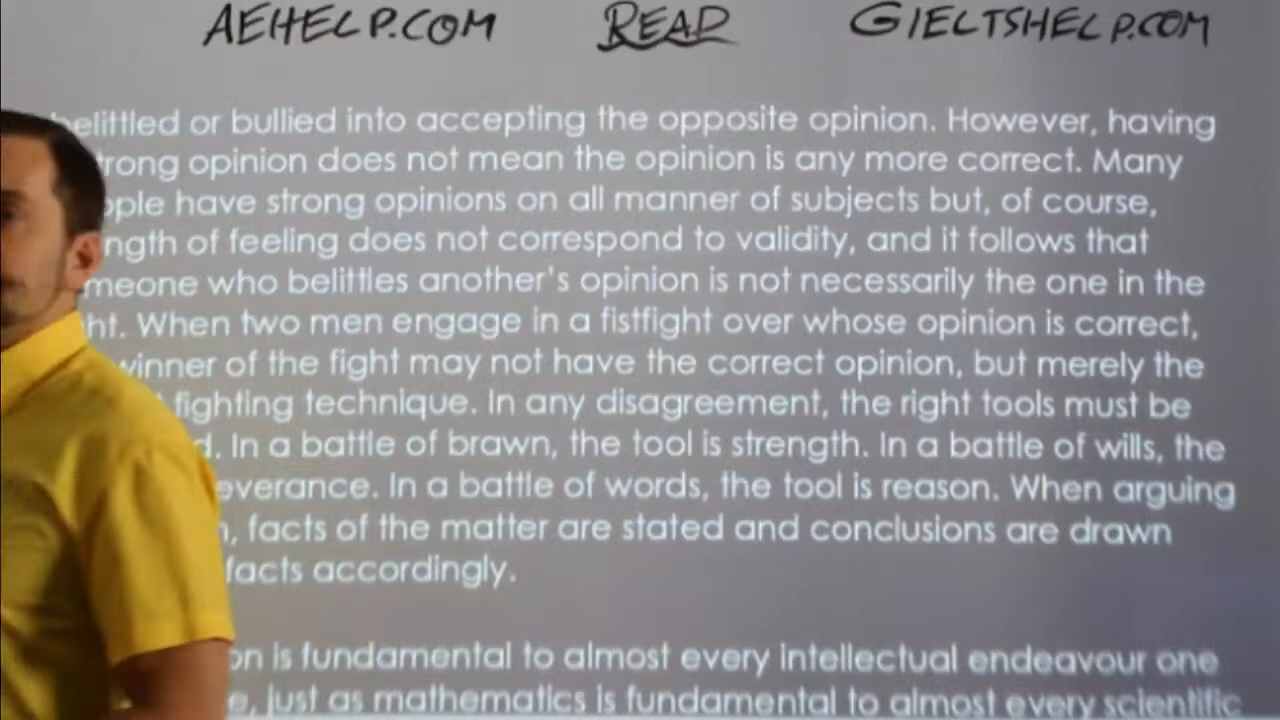 AEHELP.COM READ GIELTSHELP.COM
belittled or bullied into accepting the opposite opinion. However, having
trong opinion does not mean the opinion is any more correct. Many
ople have strong opinions on all manner of subjects but, of course,
ngth of feeling does not correspond to validity, and it follows that
meone who belittles another's opinion is not necessarily the one in the
ht. When two men engage in a fistfight over whose opinion is correct,
winner of the fight may not have the correct opinion, but merely the
fighting technique. In any disagreement, the right tools must be
d. In a battle of brawn, the tool is strength. In a battle of wills, the
everance. In a battle of words, the tool is reason. When arguing
, facts of the matter are stated and conclusions are drawn
facts accordingly.
on is fundamental to almost every intellectual endeavour one
e, just as mathematics is fundamental to almost every scientific